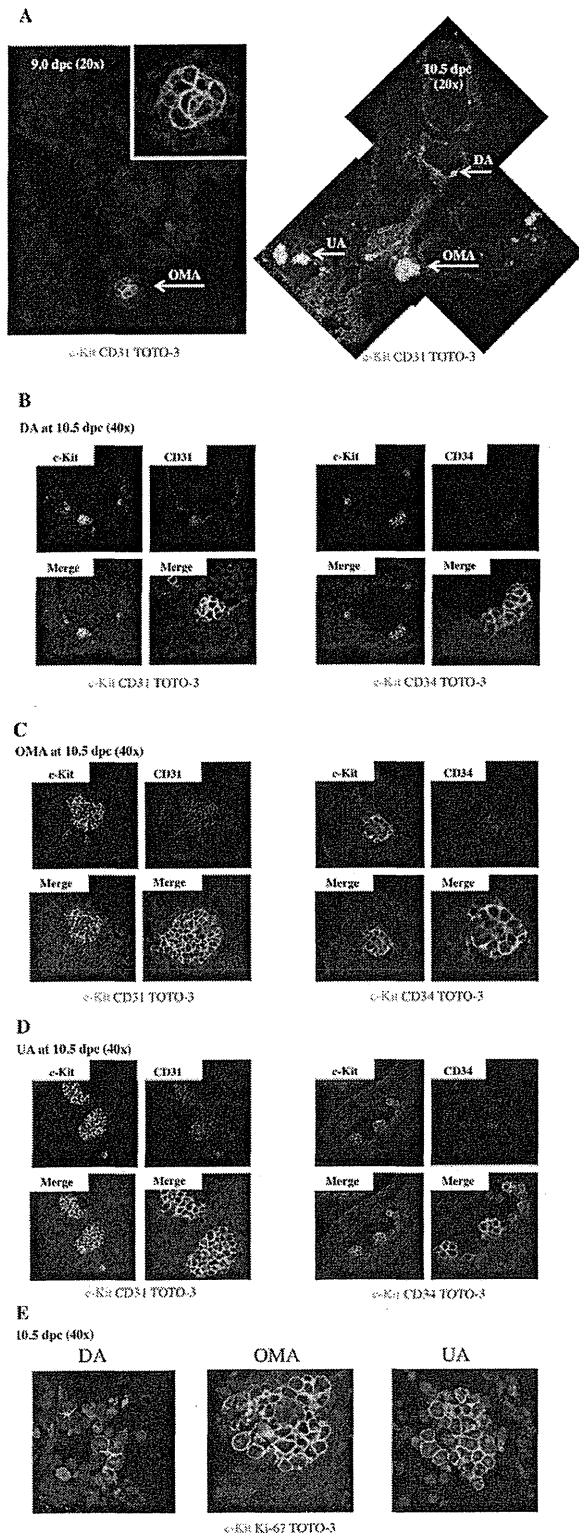 A
9.0 dpc (20x)
OMA
10.5 dpc
(20x)
DA
UA
OMA
c-Kit CD31 TOTO-3
c-Kit CD31 TOTO-3
B
DA at 10.5 dpc (40x)
c-Kit
CD31
c-Kit
CD34
Merge
Merge
Merge
Merge
c-Kit CD31 TOTO-3
c-Kit CD34 TOTO-3
C
OMA at 10.5 dpc (40x)
c-Kit
CD31
c-Kit
CD34
Merge
Merge
Merge
Merge
c-Kit CD31 TOTO-3
c-Kit CD34 TOTO-3
D
UA at 10.5 dpc (40x)
c-Kit
CD31
c-Kit
CD34
Merge
Merge
Merge
Merge
c-Kit CD31 TOTO-3
c-Kit CD34 TOTO-3
E
10.5 dpc (40x)
DA
OMA
UA
c-Kit Ki-67 TOTO-3